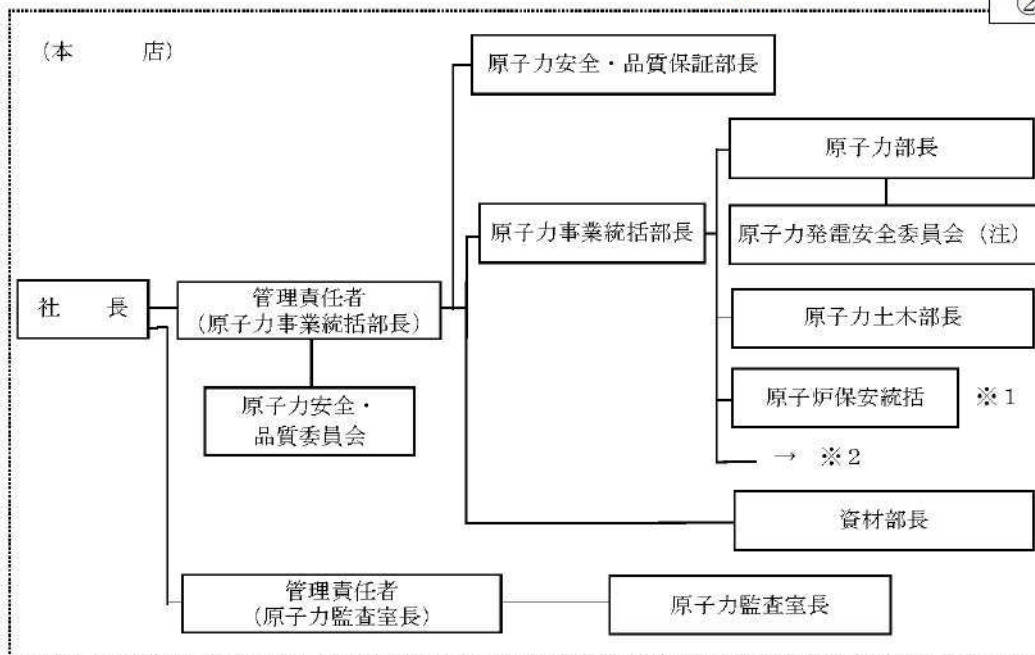 ②
(本　　店)
原子力安全・品質保証部長
原子力部長
原子力事業統括部長
原子力発電安全委員会 (注)
社　長
管理責任者
(原子力事業統括部長)
原子力土木部長
原子力安全・
品質委員会
原子炉保安統括
※1
→ ※2
資材部長
管理責任者
(原子力監査室長)
原子力監査室長